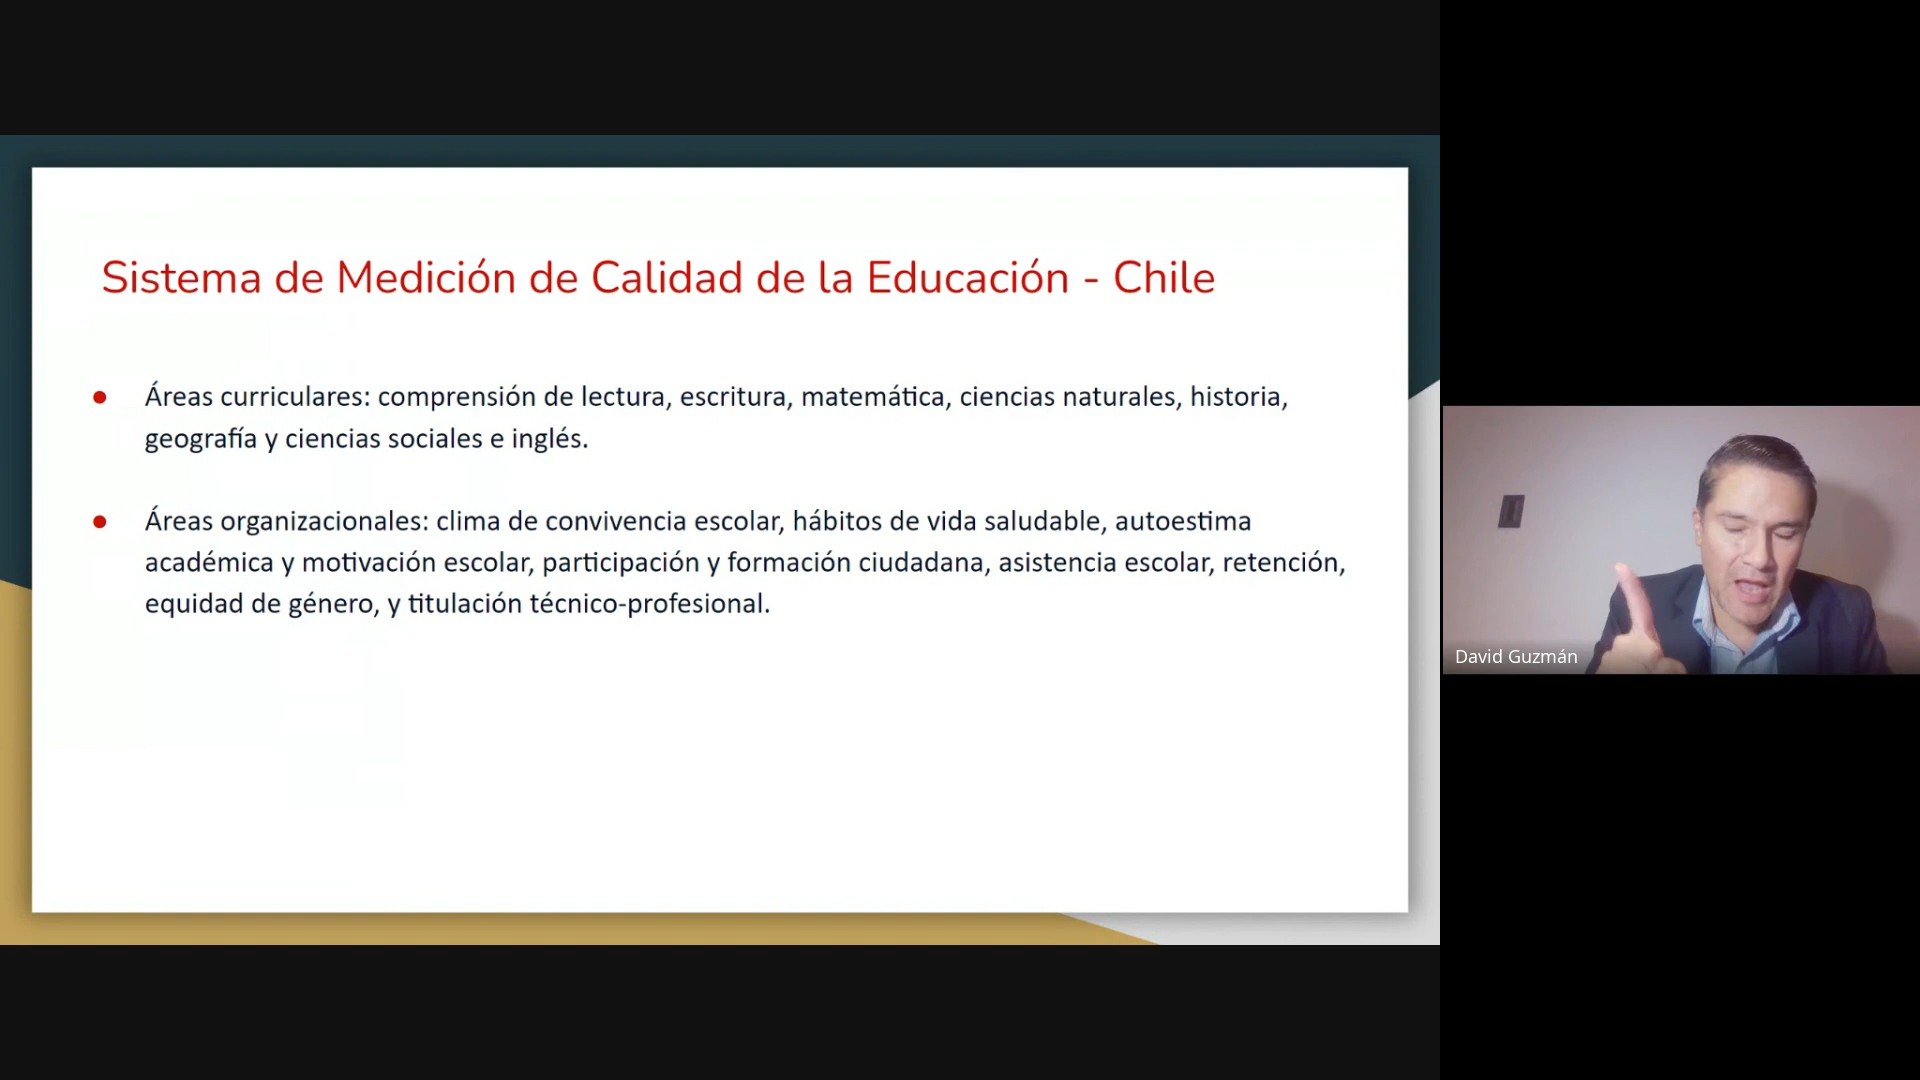 Sistema de Medición de Calidad de la Educación - Chile
● Áreas curriculares: comprensión de lectura, escritura, matemática, ciencias naturales, historia,
geografía y ciencias sociales e inglés.
● Áreas organizacionales: clima de convivencia escolar, hábitos de vida saludable, autoestima
académica y motivación escolar, participación y formación ciudadana, asistencia escolar, retención,
equidad de género, y titulación técnico-profesional.
David Guzmán